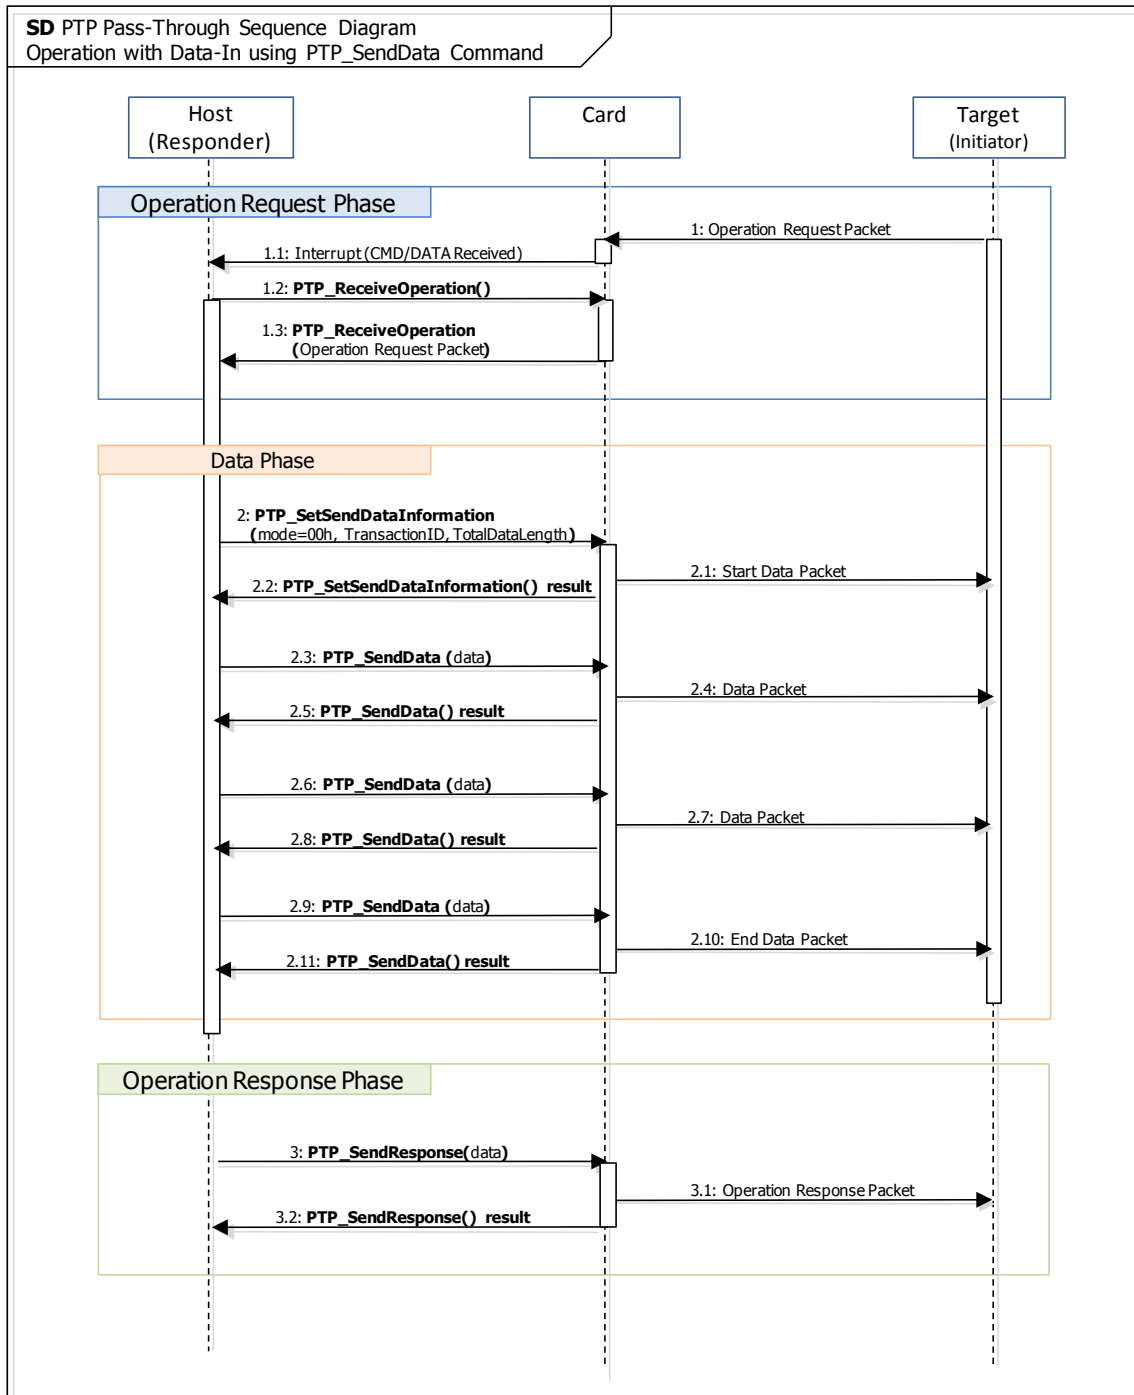 SD PTP Pass-Through Sequence Diagram
Operation with Data-In using PTP_SendData Command
Host
(Responder)
Card
Target
(Initiator)
Operation Request Phase
1: Operation Request Packet
1.1: Interrupt (CMD/DATA Received)
1.2: PTP_ReceiveOperation()
1.3: PTP_ReceiveOperation
(Operation Request Packet)
Data Phase
2: PTP_SetSendDataInformation
(mode=00h, TransactionID, TotalDataLength)
2.1: Start Data Packet
2.2: PTP_SetSendDataInformation() result
2.3: PTP_SendData (data)
2.4: Data Packet
2.5: PTP_SendData() result
2.6: PTP_SendData (data)
2.7: Data Packet
2.8: PTP_SendData() result
2.9: PTP_SendData (data)
2.10: End Data Packet
2.11: PTP_SendData() result
Operation Response Phase
3: PTP_SendResponse(data)
3.1: Operation Response Packet
3.2: PTP_SendResponse() result